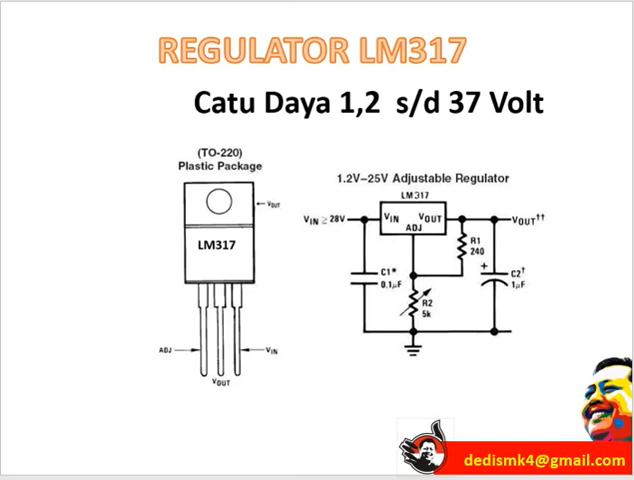 REGULATOR LM317
Catu Daya 1,2 s/d 37 Volt
(TO-220)
Plastic Package
VOUT
LM317
ADJ
VIN
VOUT
1.2V–25V Adjustable Regulator
LM317
VIN ≥ 28V
VIN VOUT
ADJ
VOUT††
R1
240
C1*
0.1μF
R2
5k
+
C2†
1μF
dedismk4@gmail.com